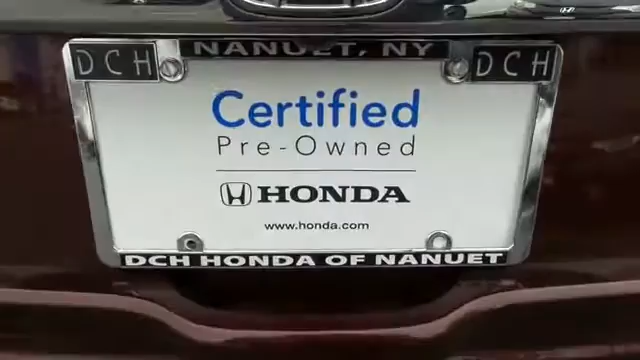 NANUET, NY
DCH DCH
Certified
Pre-Owned
HONDA
www.honda.com
DCH HONDA OF NANUET